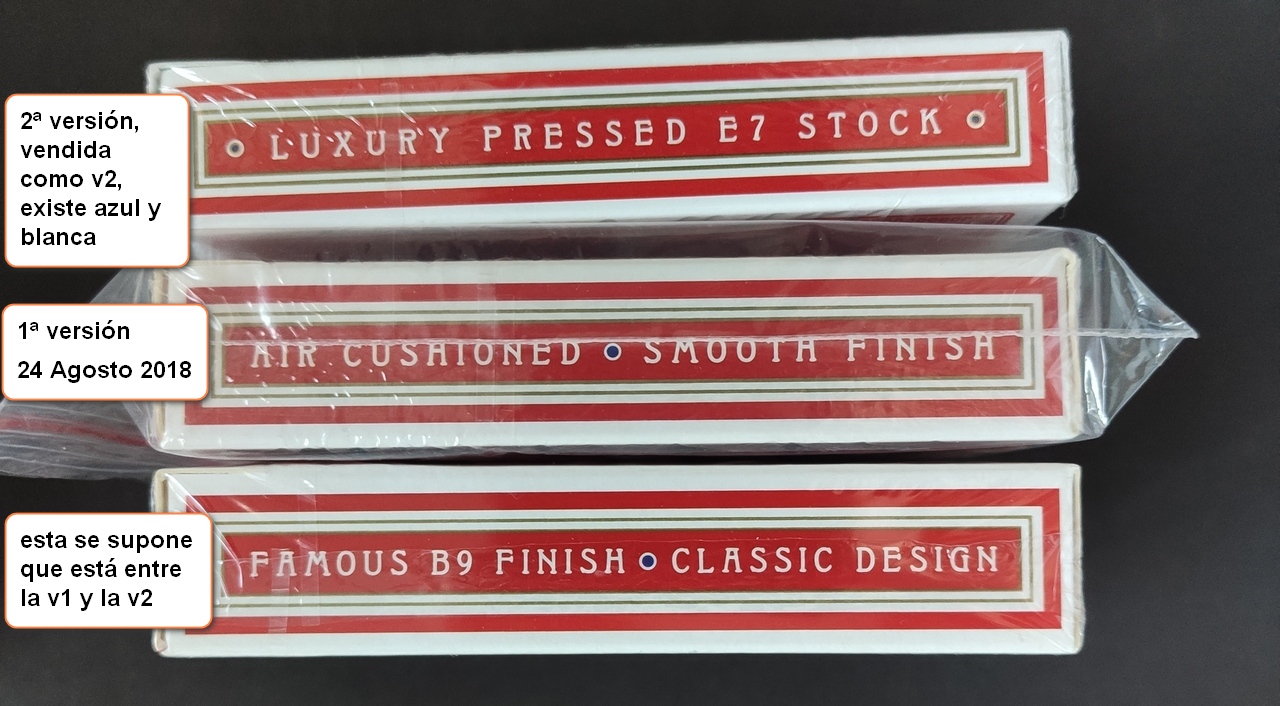 2ª versión,
vendida
como v2,
existe azul y
blanca
LUXURY PRESSED E7 STOCK
1ª versión
24 Agosto 2018
AIR CUSHIONED SMOOTH FINISH
esta se supone
que está entre
la v1 y la v2
FAMOUS B9 FINISH CLASSIC DESIGN